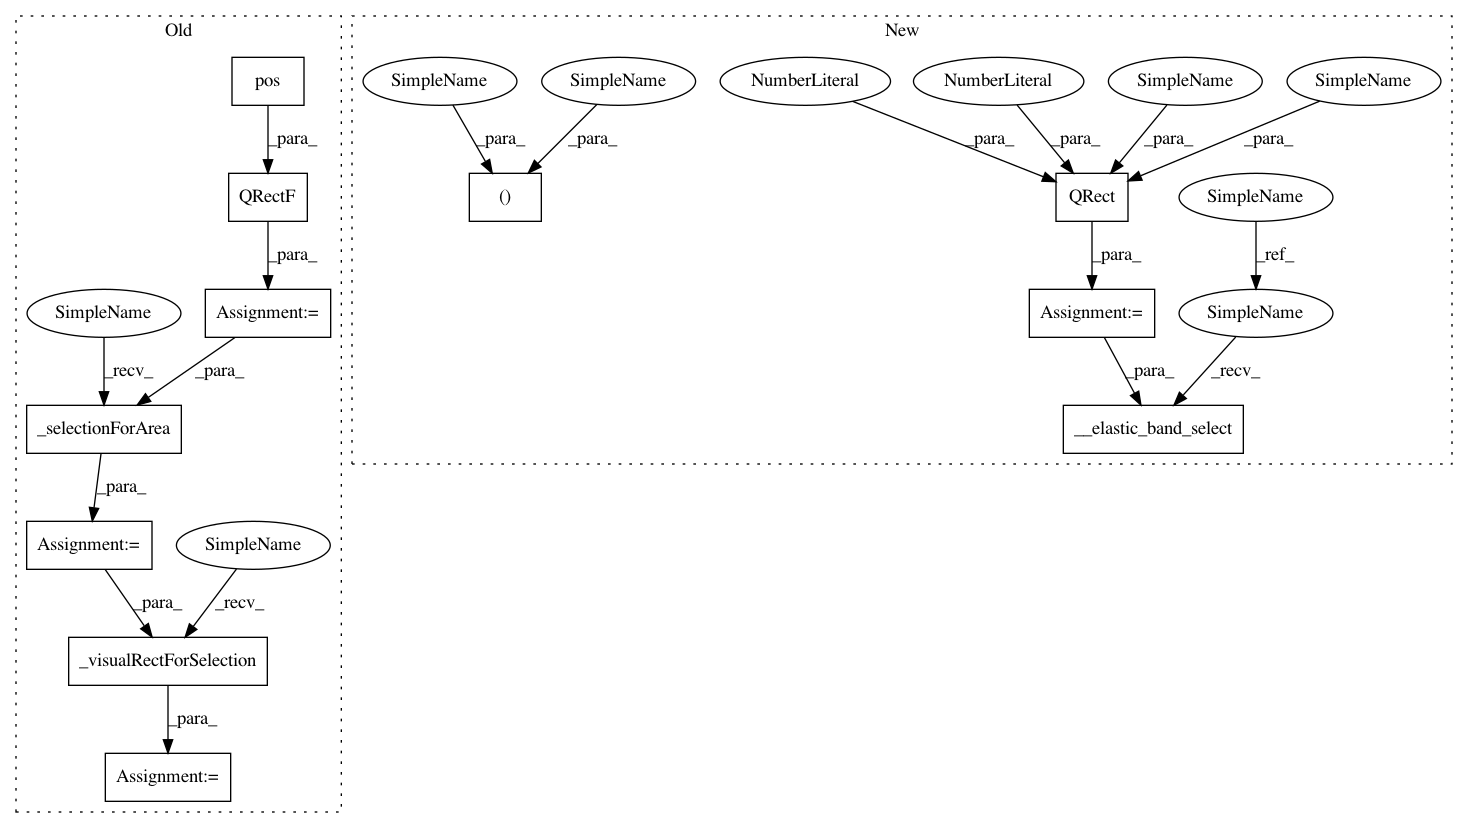 Old
New
pos
SimpleName
SimpleName
NumberLiteral
NumberLiteral
SimpleName
SimpleName
_para_
_para_
_para_
_para_
_para_
_para_
_para_
QRectF
()
QRect
SimpleName
_para_
_para_
_ref_
SimpleName
Assignment:=
Assignment:=
SimpleName
_recv_
_para_
_para_
_recv_
_selectionForArea
__elastic_band_select
_para_
Assignment:=
SimpleName
_para_
_recv_
_visualRectForSelection
_para_
Assignment:=